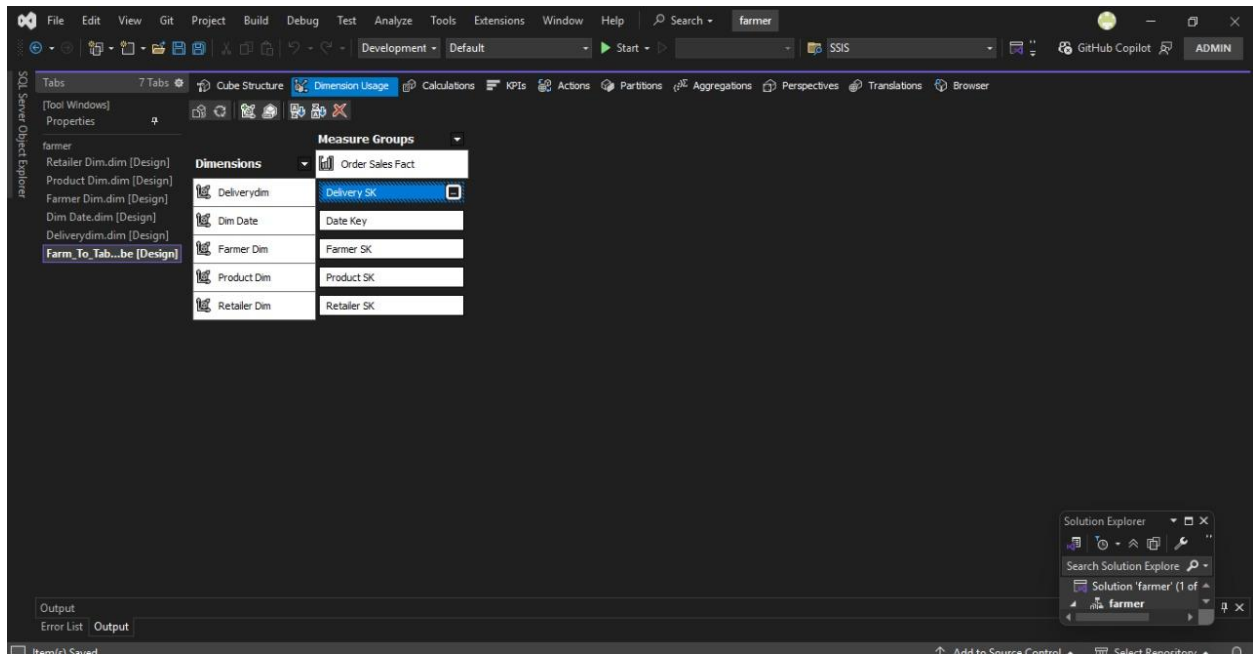 File Edit View Git Project Build Debug Test Analyze Tools Extensions Window Help Search farmer
Development Default Start SSIS GitHub Copilot ADMIN
SQL Server Object Explorer
Tabs 7 Tabs
[Tool Windows]
Properties
farmer
Retailer Dim.dim [Design]
Product Dim.dim [Design]
Farmer Dim.dim [Design]
Dim Date.dim [Design]
Deliverydim.dim [Design]
Farm_To_Tab...be [Design]
Cube Structure Dimension Usage Calculations KPIs Actions Partitions Aggregations Perspectives Translations Browser
Measure Groups
Dimensions Order Sales Fact
Deliverydim Delivery SK
Dim Date Date Key
Farmer Dim Farmer SK
Product Dim Product SK
Retailer Dim Retailer SK
Solution Explorer
Search Solution Explore
Solution 'farmer' (1 of
farmer
Output
Error List Output
Item(s) Saved Add to Source Control Select Repository